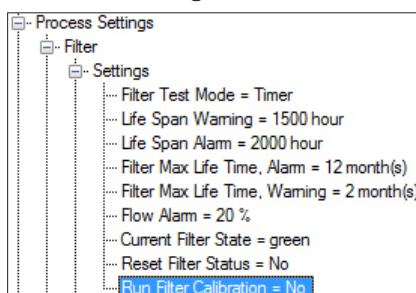 Process Settings
Filter
Settings
Filter Test Mode = Timer
Life Span Warning = 1500 hour
Life Span Alarm = 2000 hour
Filter Max Life Time, Alarm = 12 month(s)
Filter Max Life Time, Warning = 2 month(s)
Flow Alarm = 20 %
Current Filter State = green
Reset Filter Status = No
Run Filter Calibration = No